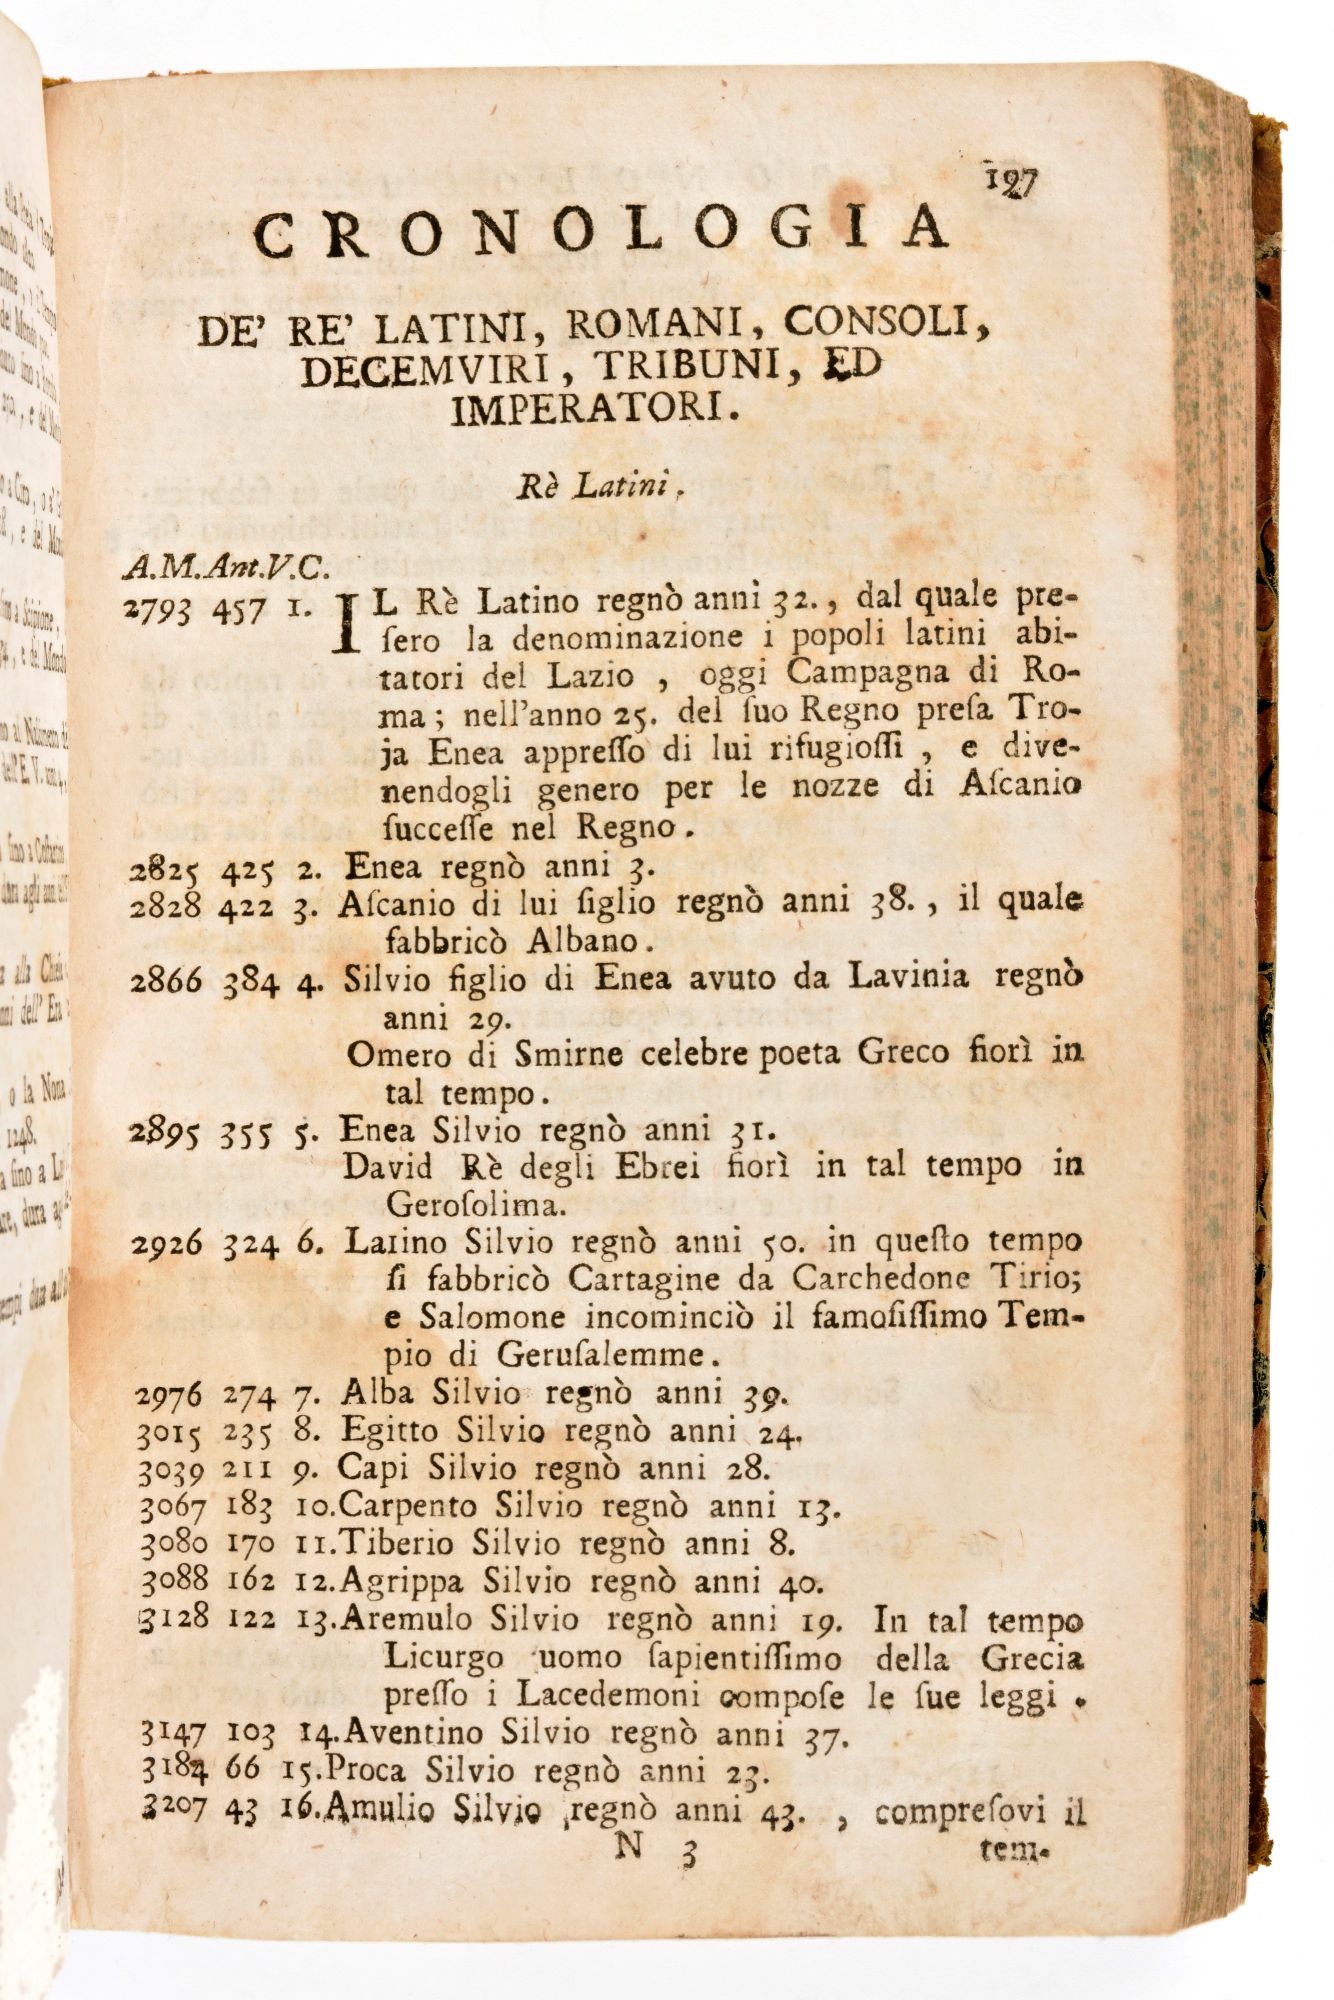 197
CRONOLOGIA
DE' RE' LATINI, ROMANI, CONSOLI,
DECEMVIRI, TRIBUNI, ED
IMPERATORI.
Rè Latini.
A.M.Ant.V.C.
2793 457 1. IL Rè Latino regnò anni 32., dal quale pre-
ſero la denominazione i popoli latini abi-
tatori del Lazio, oggi Campagna di Ro-
ma; nell'anno 25. del ſuo Regno preſa Tro-
ja Enea appreſſo di lui rifugioſſi, e dive-
nendogli genero per le nozze di Aſcanio
ſucceſſe nel Regno.
2825 425 2. Enea regnò anni 3.
2828 422 3. Aſcanio di lui figlio regnò anni 38., il quale
fabbricò Albano.
2866 384 4. Silvio figlio di Enea avuto da Lavinia regnò
anni 29.
Omero di Smirne celebre poeta Greco fiorì in
tal tempo.
2895 355 5. Enea Silvio regnò anni 31.
David Rè degli Ebrei fiorì in tal tempo in
Geroſolima.
2926 324 6. Latino Silvio regnò anni 50. in queſto tempo
ſi fabbricò Cartagine da Carchedone Tirio;
e Salomone incominciò il famoſiſſimo Tem-
pio di Geruſalemme.
2976 274 7. Alba Silvio regnò anni 39.
3015 235 8. Egitto Silvio regnò anni 24.
3039 211 9. Capi Silvio regnò anni 28.
3067 183 10.Carpento Silvio regnò anni 13.
3080 170 11.Tiberio Silvio regnò anni 8.
3088 162 12.Agrippa Silvio regnò anni 40.
3128 122 13.Aremulo Silvio regnò anni 19. In tal tempo
Licurgo uomo ſapientiſſimo della Grecia
preſſo i Lacedemoni compoſe le ſue leggi.
3147 103 14.Aventino Silvio regnò anni 37.
3184 66 15.Proca Silvio regnò anni 23.
3207 43 16.Amulio Silvio regnò anni 43., compreſovi il
N 3 tem-